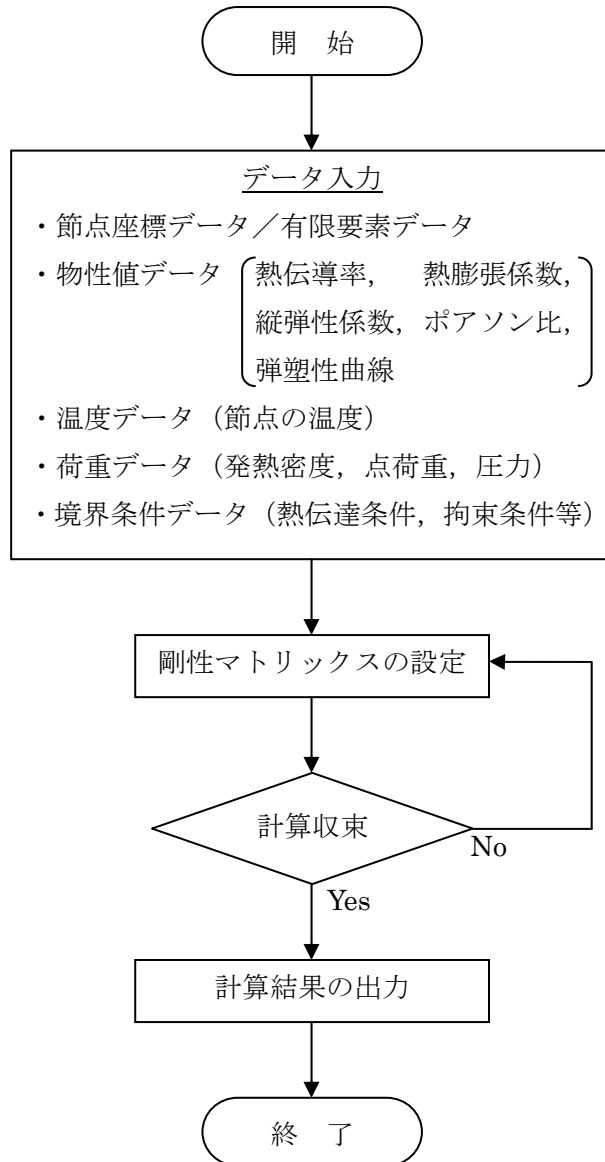 開　始
データ入力
・節点座標データ／有限要素データ
・物性値データ 熱伝導率，　熱膨張係数，
縦弾性係数，ポアソン比，
弾塑性曲線
・温度データ（節点の温度）
・荷重データ（発熱密度，点荷重，圧力）
・境界条件データ（熱伝達条件，拘束条件等）
剛性マトリックスの設定
計算収束
No
Yes
計算結果の出力
終　了